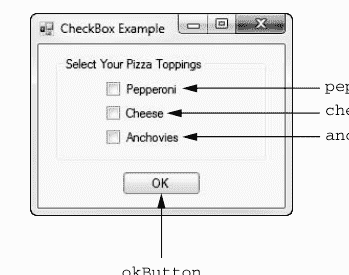 CheckBox Example
Select Your Pizza Toppings
Pepperoni
Cheese
Anchovies
OK
okButton